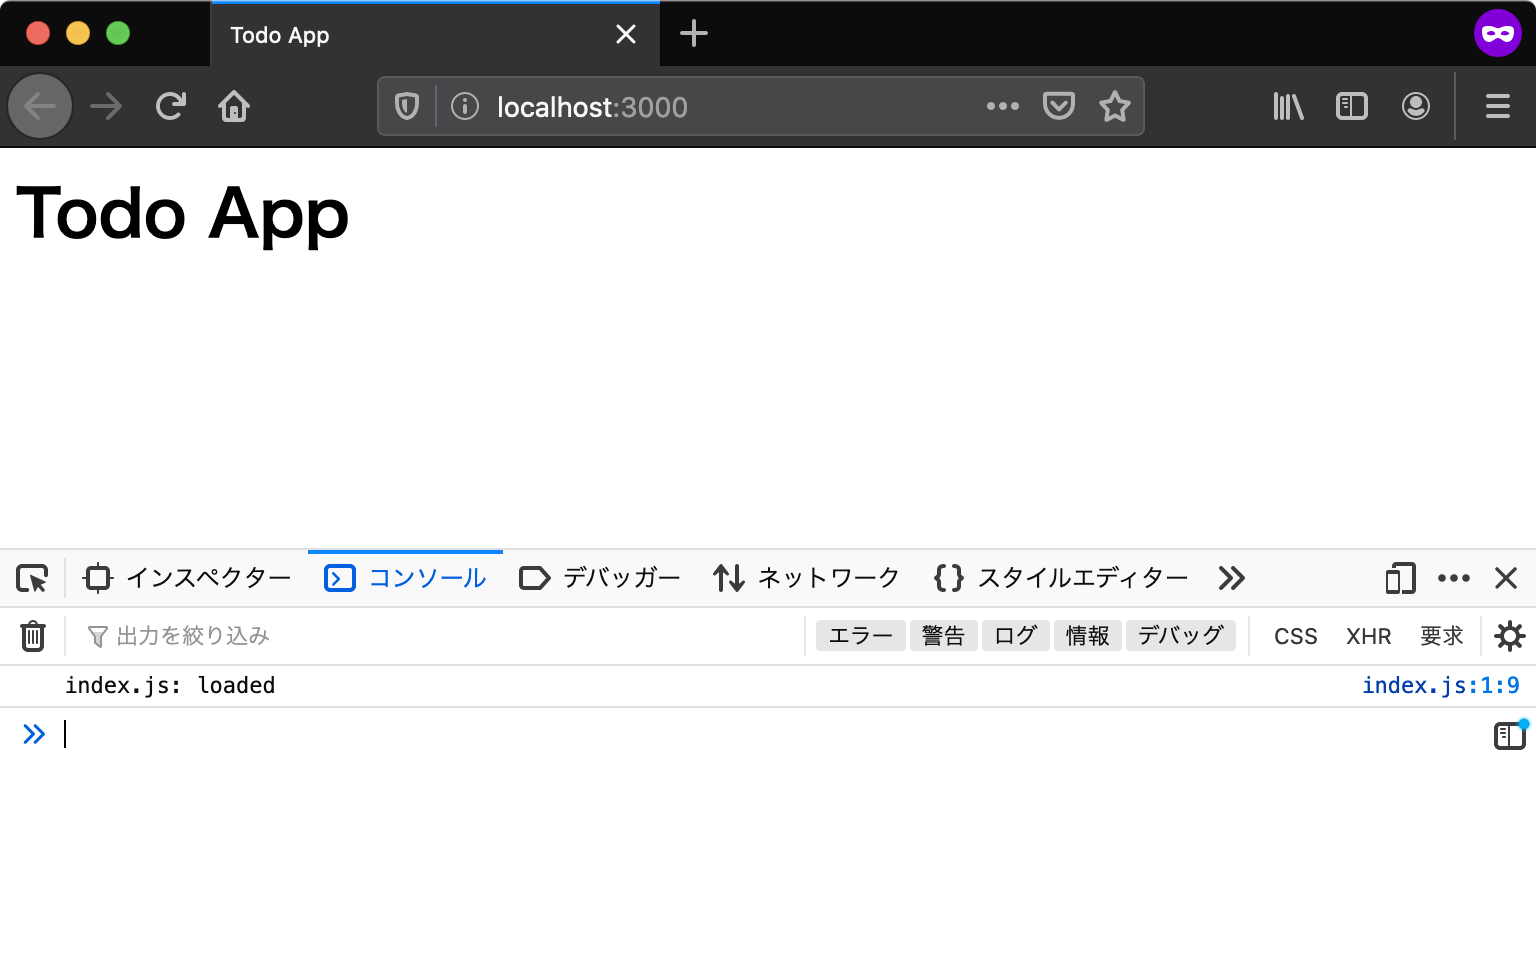 Todo App
localhost:3000
Todo App
インスペクター コンソール デバッガー ネットワーク スタイルエディター
出力を絞り込み エラー 警告 ログ 情報 デバッグ CSS XHR 要求
index.js: loaded index.js:1:9